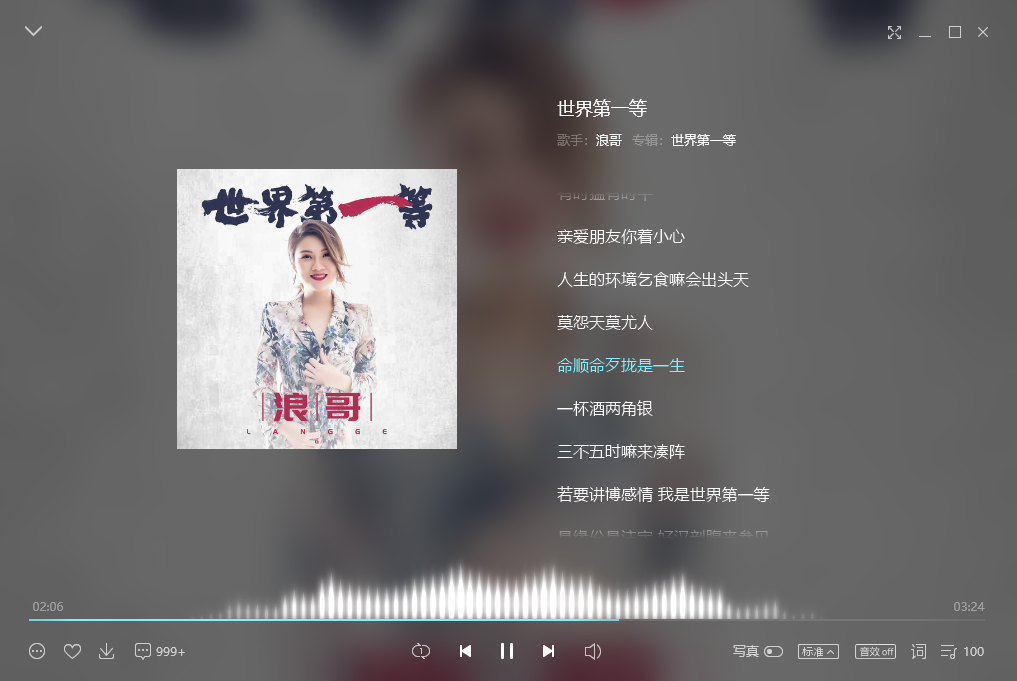 世界第一等
歌手：浪哥 专辑：世界第一等
世界第一等
亲爱朋友你着小心
人生的环境乞食嘛会出头天
莫怨天莫尤人
命顺命歹拢是一生
浪哥
LANGGE
一杯酒两角银
三不五时嘛来凑阵
若要讲博感情 我是世界第一等
02:06
03:24
999+
1
写真
标准
音效off
词
100